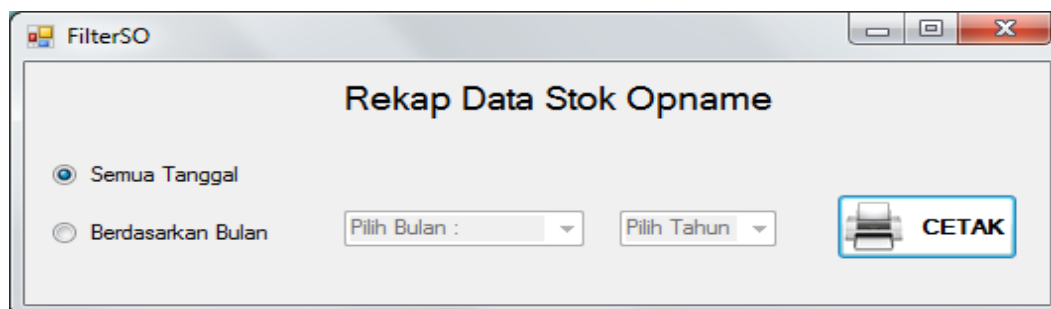 FilterSO
Rekap Data Stok Opname
Semua Tanggal
Berdasarkan Bulan
Pilih Bulan :
Pilih Tahun
CETAK